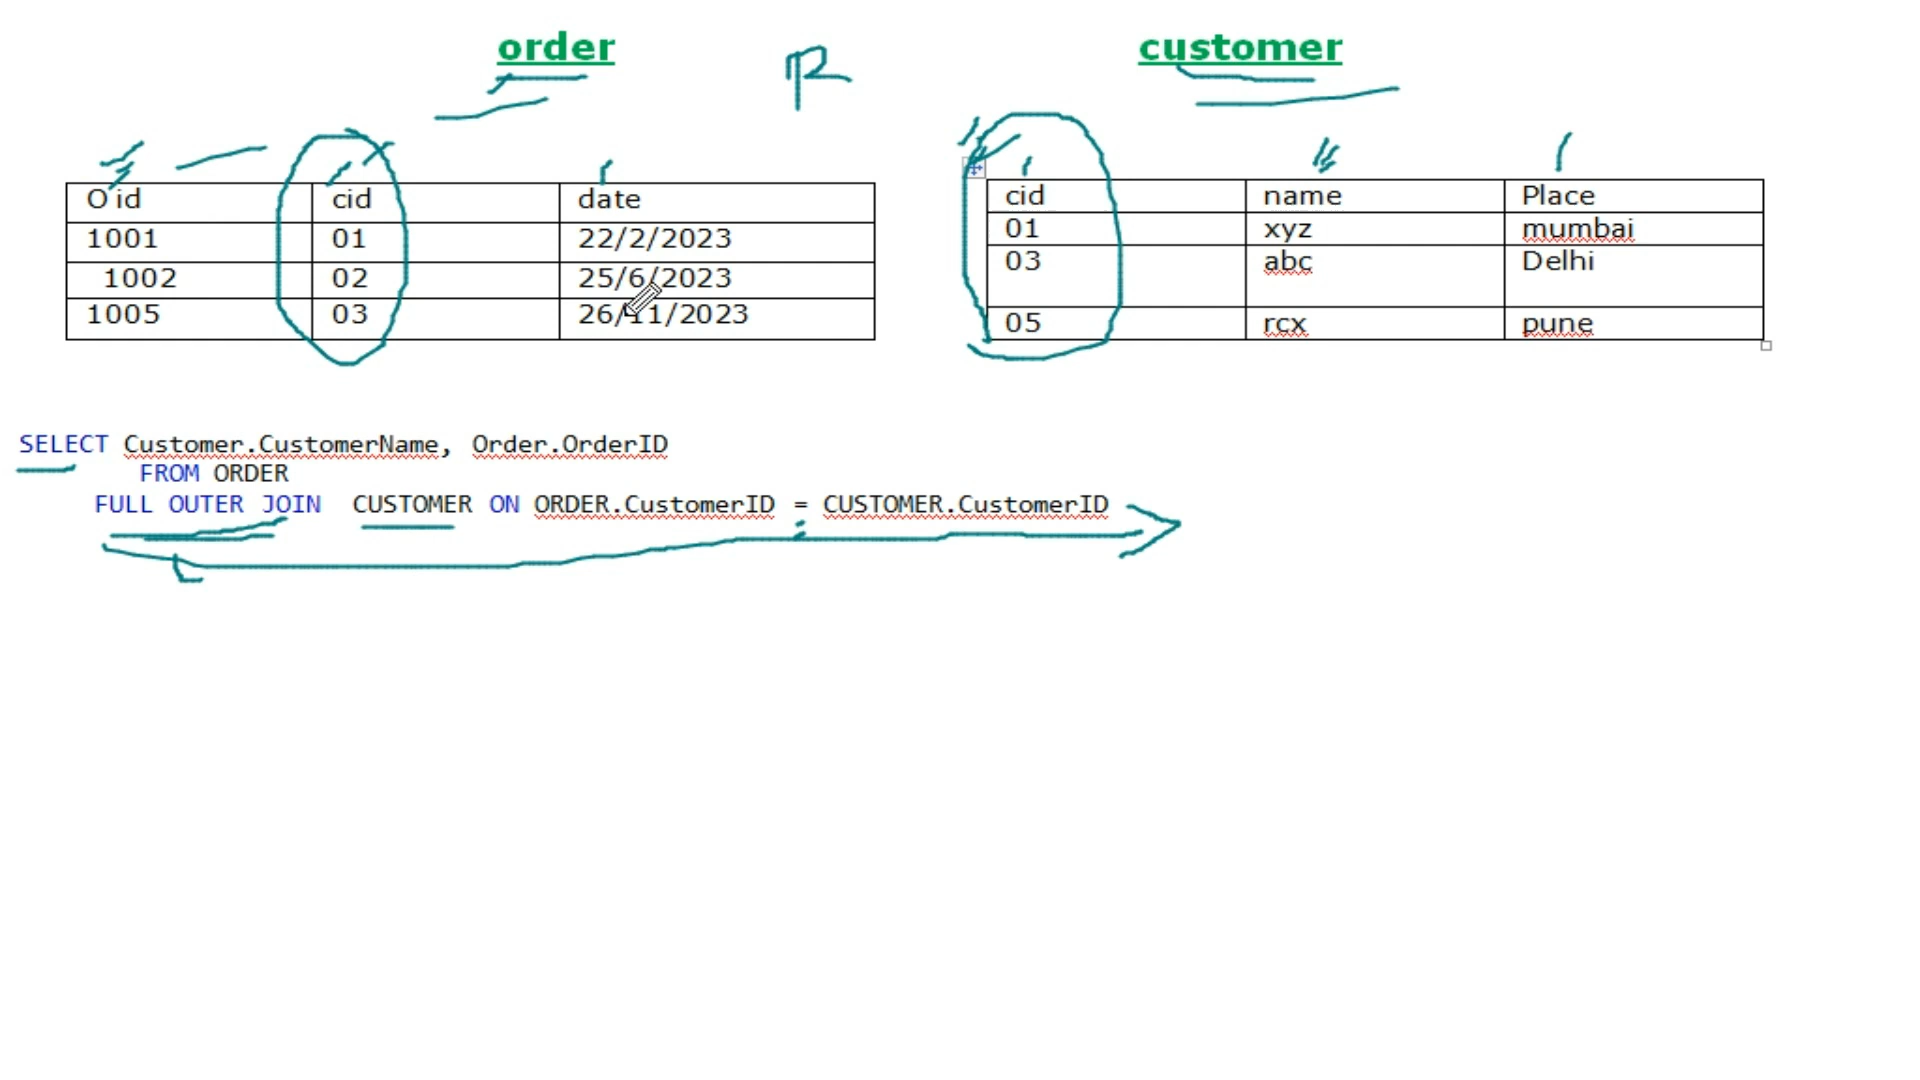 order
customer
O id cid date
1001 01 22/2/2023
1002 02 25/6/2023
1005 03 26/11/2023
cid name Place
01 xyz mumbai
03 abc Delhi
05 rcx pune
SELECT Customer.CustomerName, Order.OrderID
FROM ORDER
FULL OUTER JOIN CUSTOMER ON ORDER.CustomerID = CUSTOMER.CustomerID